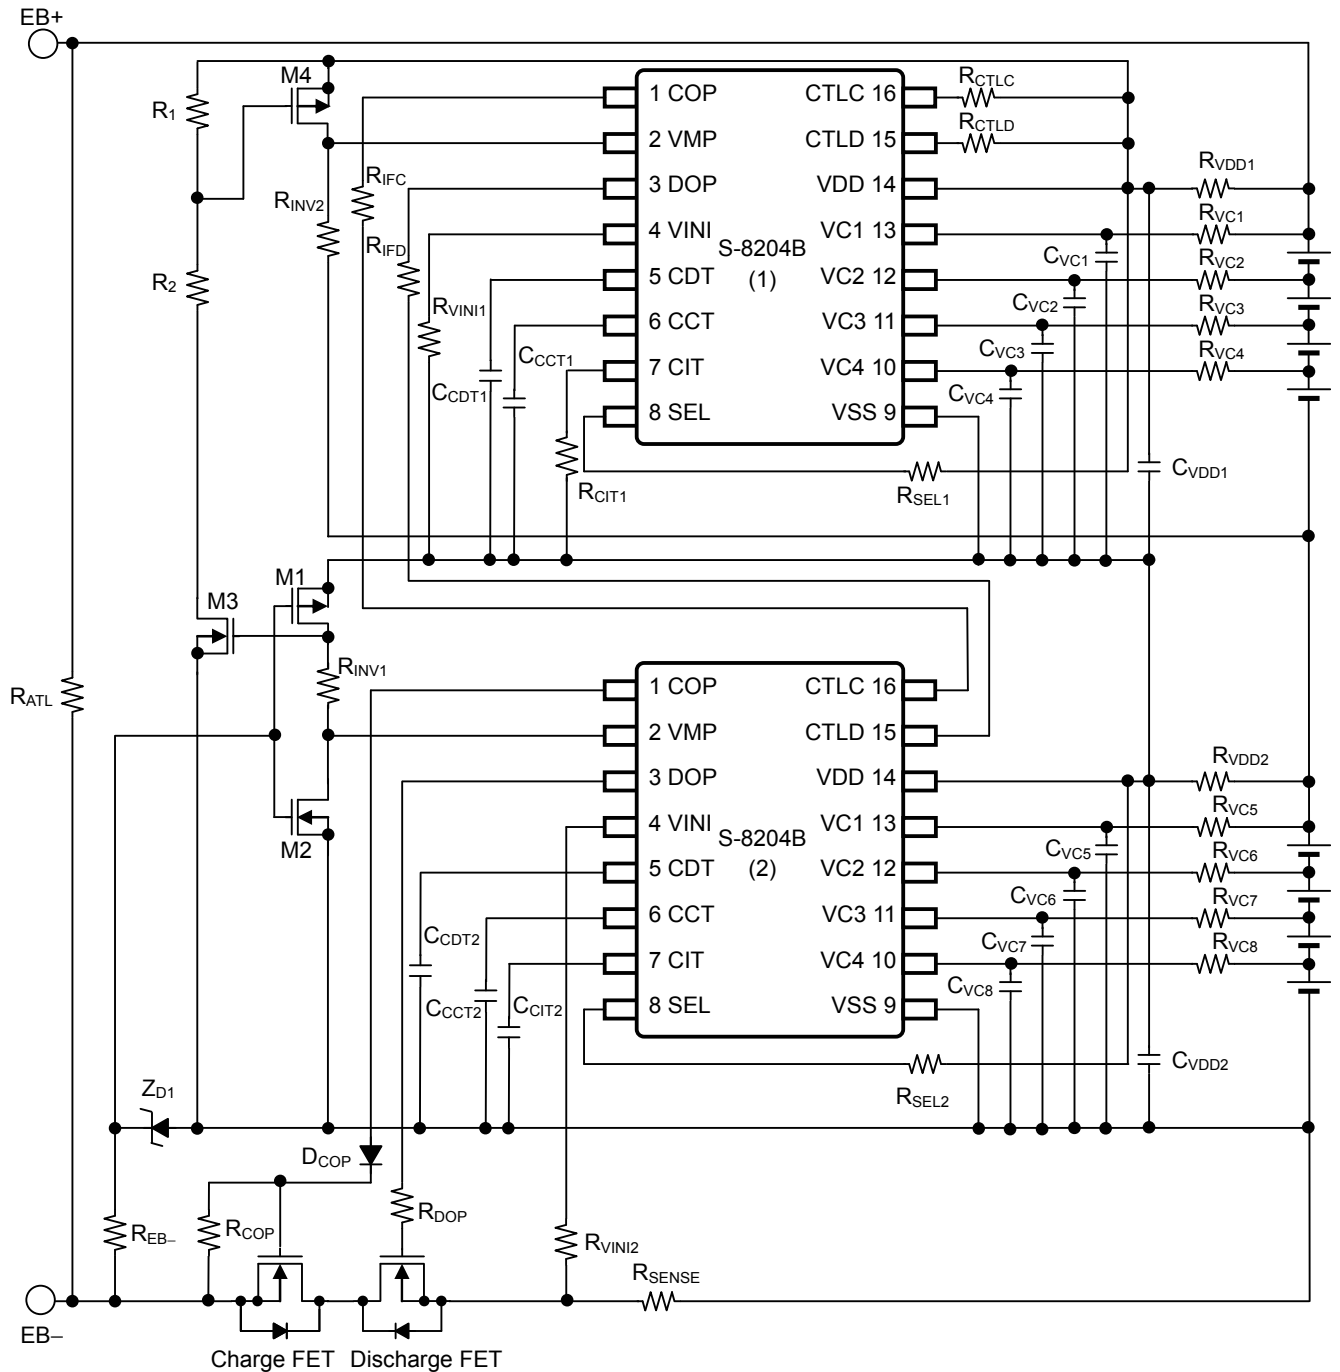 EB+
M4
R1
RINV2
RIFC
RIFD
RVINI1
R2
CCDT1
CCCT1
RCIT1
1 COP
2 VMP
3 DOP
4 VINI
5 CDT
6 CCT
7 CIT
8 SEL
S-8204B
(1)
CTLC 16
CTLD 15
VDD 14
VC1 13
VC2 12
VC3 11
VC4 10
VSS 9
RCTLC
RCTLD
RVDD1
RVC1
RVC2
RVC3
RVC4
CVC1
CVC2
CVC3
CVC4
RSEL1
CVDD1
M1
M3
RINV1
RATL
M2
1 COP
2 VMP
3 DOP
4 VINI
5 CDT
6 CCT
7 CIT
8 SEL
S-8204B
(2)
CTLC 16
CTLD 15
VDD 14
VC1 13
VC2 12
VC3 11
VC4 10
VSS 9
RVDD2
RVC5
RVC6
RVC7
RVC8
CVC5
CVC6
CVC7
CVC8
CCDT2
CCCT2
CCIT2
RSEL2
CVDD2
ZD1
DCOP
REB−
RCOP
RDOP
RVINI2
RSENSE
EB−
Charge FET
Discharge FET